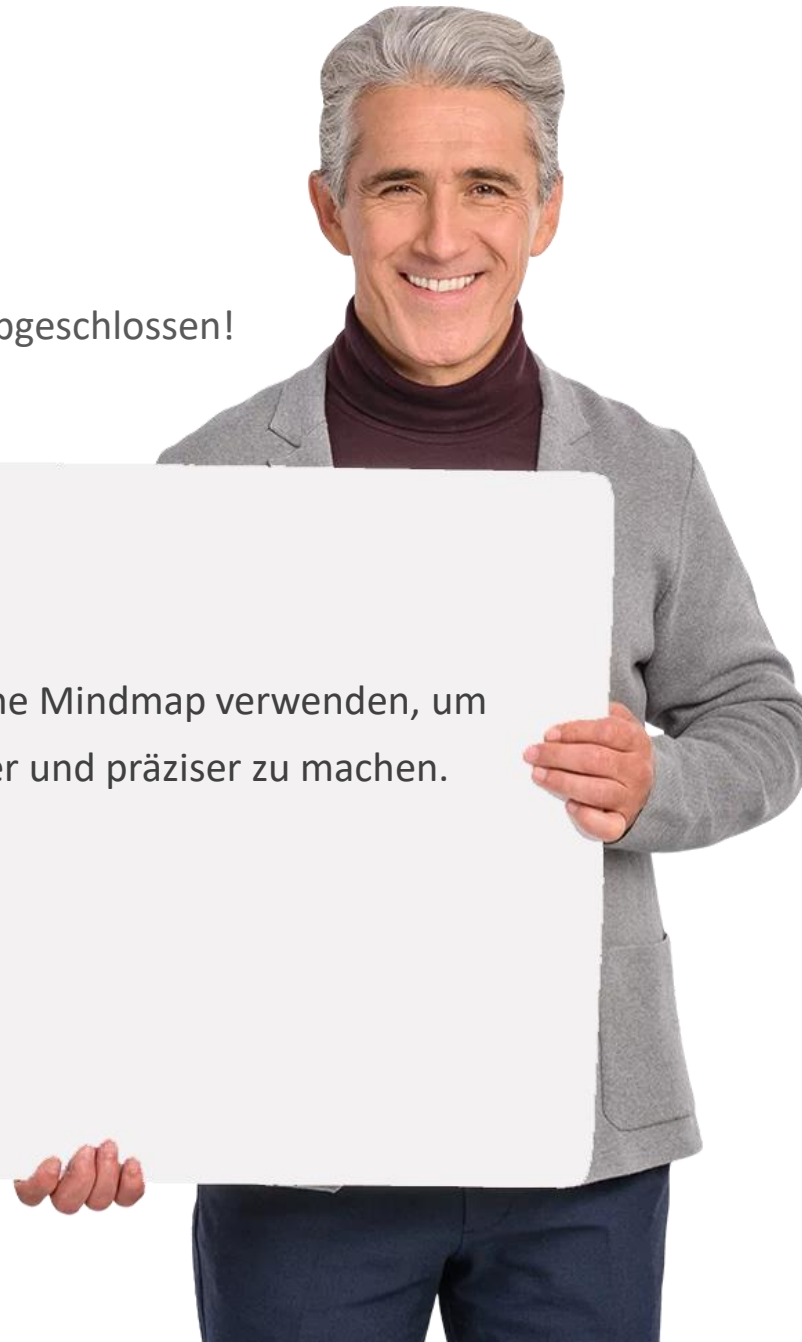 bgeschlossen!
ne Mindmap verwenden, um
er und präziser zu machen.